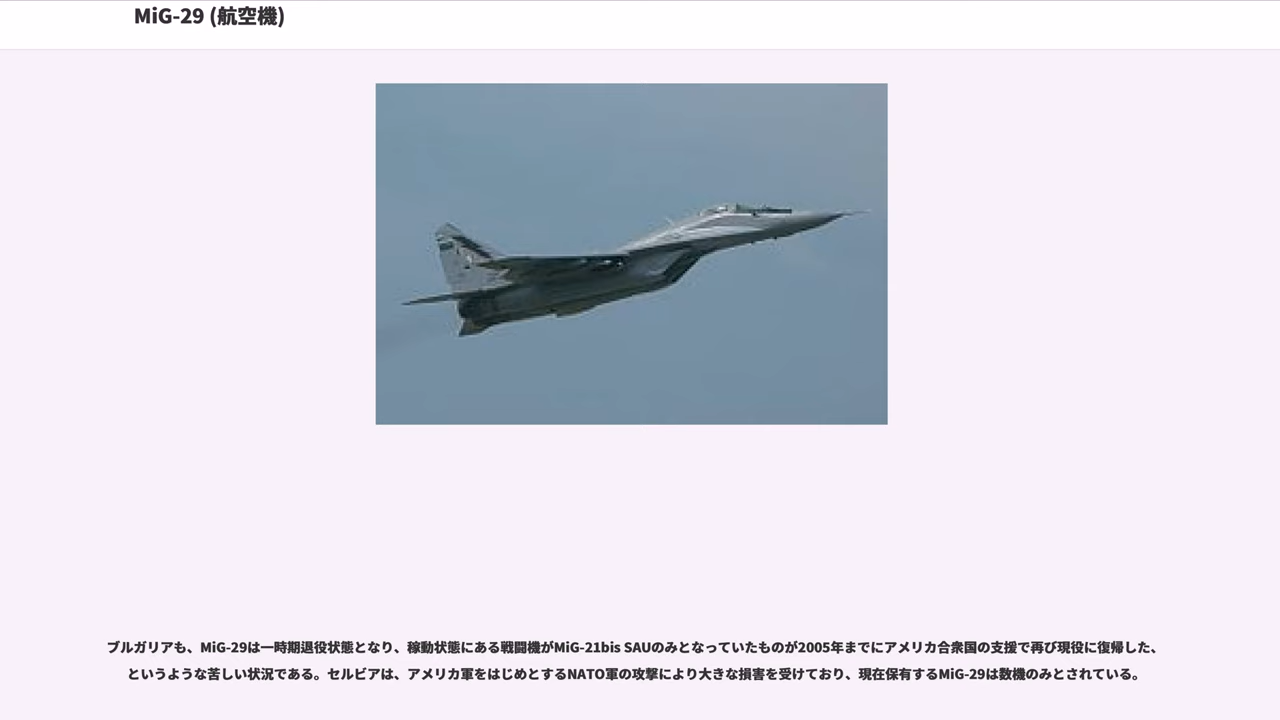 MiG-29 (航空機)
ブルガリアも、MiG-29は一時期退役状態となり、稼動状態にある戦闘機がMiG-21bis SAUのみとなっていたものが2005年までにアメリカ合衆国の支援で再び現役に復帰した、
というような苦しい状況である。セルビアは、アメリカ軍をはじめとするNATO軍の攻撃により大きな損害を受けており、現在保有するMiG-29は数機のみとされている。